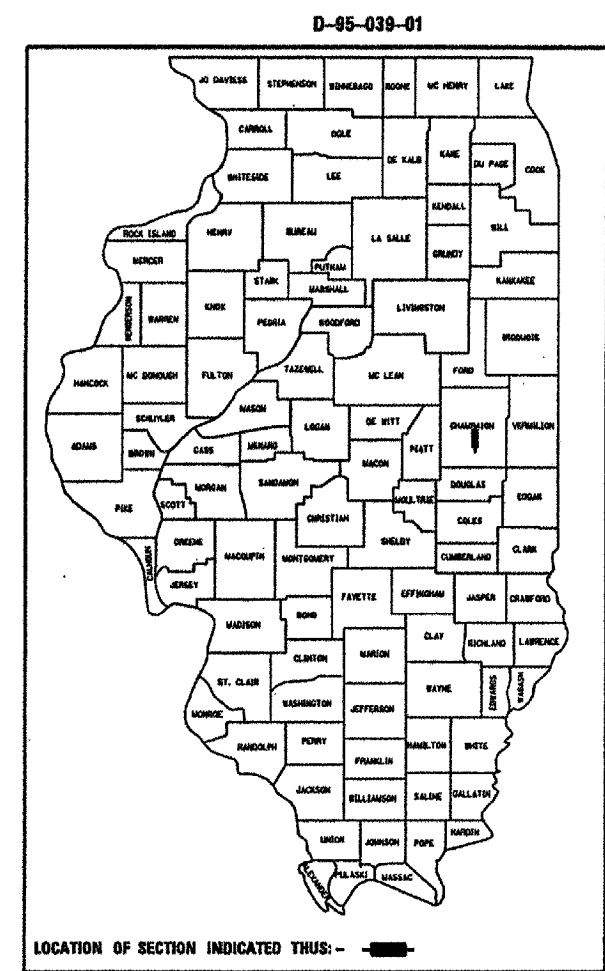 D-95-039-01
JO DAVIESS STEPHENSON WINNEBAGO BOONE MC HENRY LAKE
CARROLL OGLE DE KALB KANE DU PAGE COOK
WHITESIDE LEE KENDALL
ROCK ISLAND HENRY BUREAU LA SALLE GRUNDY WILL
MERCER PUTNAM
STARK MARSHALL KANKAKEE
HENDERSON WARREN KNOX PEORIA WOODFORD LIVINGSTON IROQUOIS
HANCOCK MC DONOUGH FULTON TAZEWELL MC LEAN FORD
SCHUYLER MASON LOGAN DE WITT CHAMPAIGN VERMILION
ADAMS BROWN CASS MENARD MACON PIATT
PIKE SCOTT MORGAN SANGAMON MOULTRIE DOUGLAS EDGAR
CHRISTIAN COLES
GREENE MACOUPIN MONTGOMERY SHELBY CUMBERLAND CLARK
CALHOUN JERSEY FAYETTE EFFINGHAM JASPER CRAWFORD
MADISON BOND CLAY RICHLAND LAWRENCE
CLINTON MARION
ST. CLAIR WASHINGTON JEFFERSON WAYNE EDWARDS WABASH
MONROE
RANDOLPH PERRY HAMILTON WHITE
FRANKLIN
JACKSON WILLIAMSON SALINE GALLATIN
UNION JOHNSON POPE HARDIN
ALEXANDER PULASKI MASSAC
LOCATION OF SECTION INDICATED THUS:-